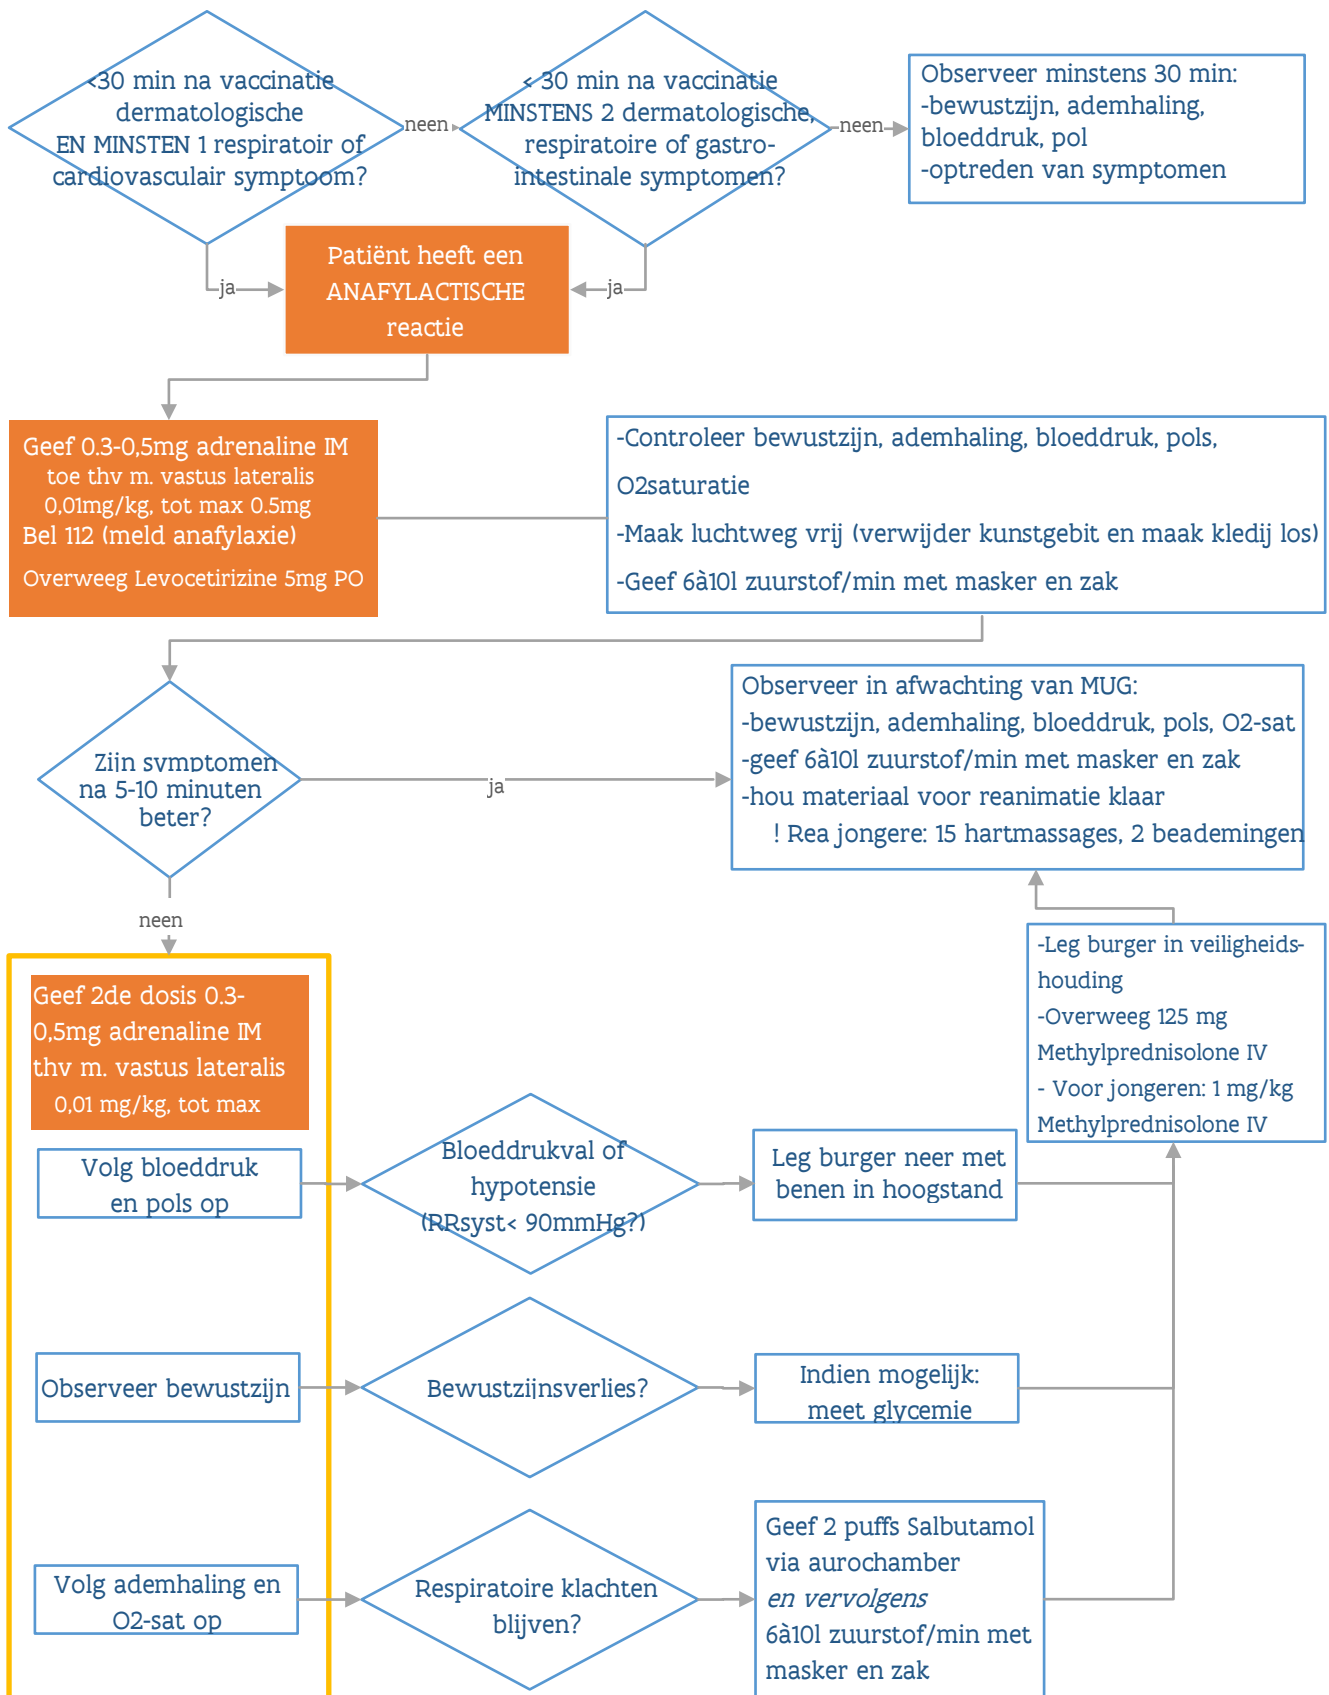 <30 min na vaccinatie
dermatologische
EN MINSTEN 1 respiratoir of
cardiovasculair symptoom?
neen
< 30 min na vaccinatie
MINSTENS 2 dermatologische,
respiratoire of gastro-
intestinale symptomen?
neen
Observeer minstens 30 min:
-bewustzijn, ademhaling,
bloeddruk, pol
-optreden van symptomen
ja
Patiënt heeft een
ANAFYLACTISCHE
reactie
ja
Geef 0.3-0,5mg adrenaline IM
toe thv m. vastus lateralis
0,01mg/kg, tot max 0.5mg
Bel 112 (meld anafylaxie)
Overweeg Levocetirizine 5mg PO
-Controleer bewustzijn, ademhaling, bloeddruk, pols,
O2saturatie
-Maak luchtweg vrij (verwijder kunstgebit en maak kledij los)
-Geef 6à10l zuurstof/min met masker en zak
Zijn symptomen
na 5-10 minuten
beter?
ja
Observeer in afwachting van MUG:
-bewustzijn, ademhaling, bloeddruk, pols, O2-sat
-geef 6à10l zuurstof/min met masker en zak
-hou materiaal voor reanimatie klaar
! Rea jongere: 15 hartmassages, 2 beademingen
neen
Geef 2de dosis 0.3-
0,5mg adrenaline IM
thv m. vastus lateralis
0,01 mg/kg, tot max
-Leg burger in veiligheids-
houding
-Overweeg 125 mg
Methylprednisolone IV
- Voor jongeren: 1 mg/kg
Methylprednisolone IV
Volg bloeddruk
en pols op
Bloeddrukval of
hypotensie
(RRsyst< 90mmHg?)
Leg burger neer met
benen in hoogstand
Observeer bewustzijn
Bewustzijnsverlies?
Indien mogelijk:
meet glycemie
Volg ademhaling en
O2-sat op
Respiratoire klachten
blijven?
Geef 2 puffs Salbutamol
via aurochamber
en vervolgens
6à10l zuurstof/min met
masker en zak